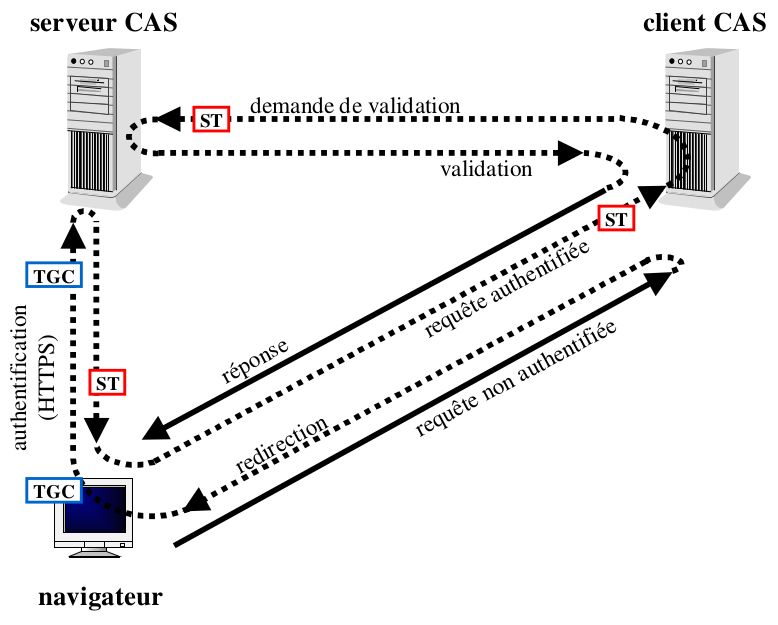 serveur CAS
client CAS
demande de validation
ST
validation
ST
TGC
requête authentifiée
authentification
(HTTPS)
réponse
ST
requête non authentifiée
redirection
TGC
navigateur